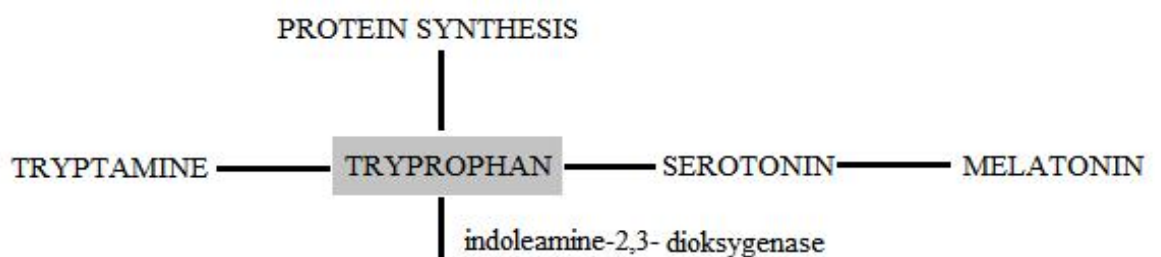 PROTEIN SYNTHESIS
TRYPTAMINE TRYPROPHAN SEROTONIN MELATONIN
indoleamine-2,3- dioksygenase